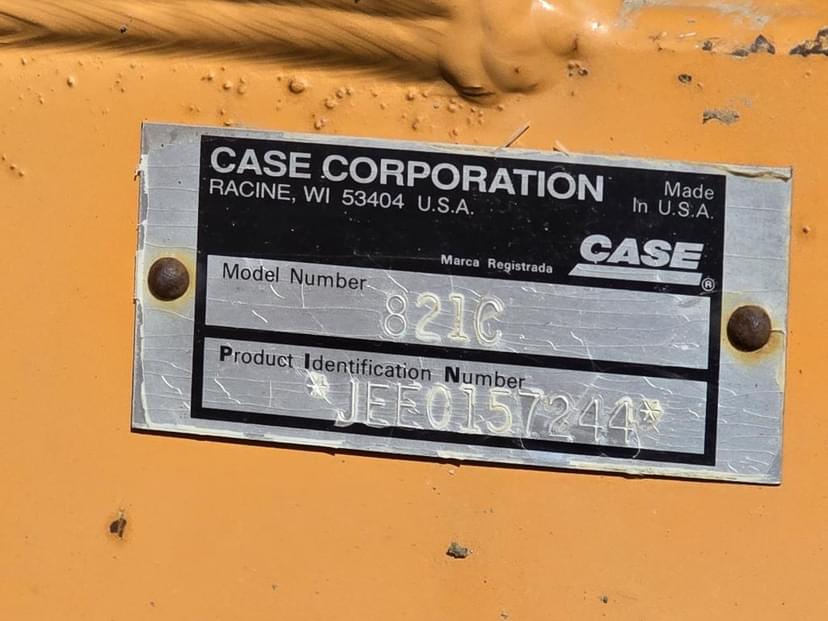 CASE CORPORATION
RACINE, WI 53404 U.S.A.
Made
In U.S.A.
Marca Registrada
CASE®
Model Number
821C
Product Identification Number
*JEE0157244*